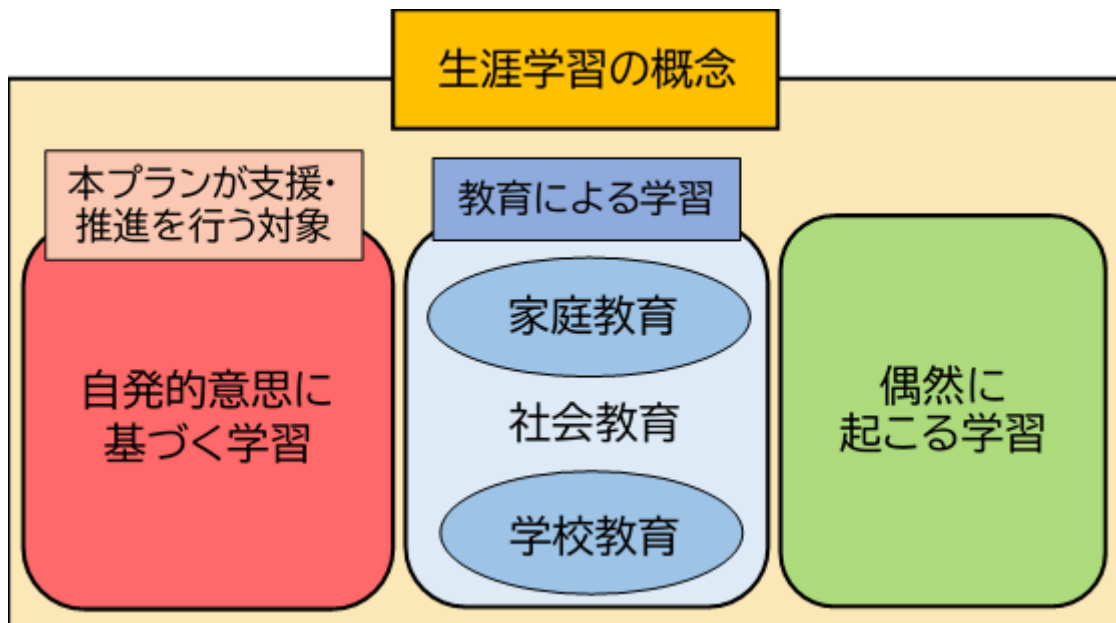 生涯学習の概念
本プランが支援・
推進を行う対象
自発的意思に
基づく学習
教育による学習
家庭教育
社会教育
学校教育
偶然に
起こる学習